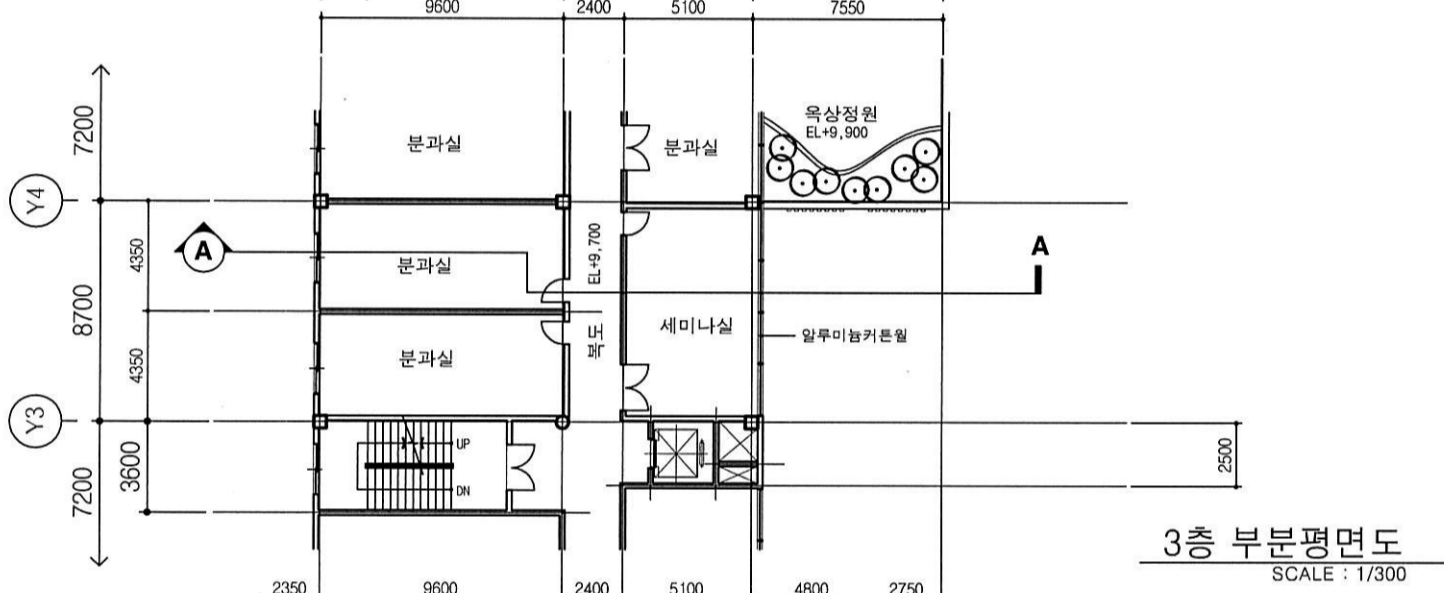 9600
2400
5100
7550
7200
분과실
분과실
옥상정원
EL+9,900
Y4
A
4350
분과실
EL+9,700
A
8700
세미나실
알루미늄커튼월
복도
4350
분과실
Y3
UP
DN
3600
7200
2500
3층 부분평면도
SCALE : 1/300
2350
9600
2400
5100
4800
2750